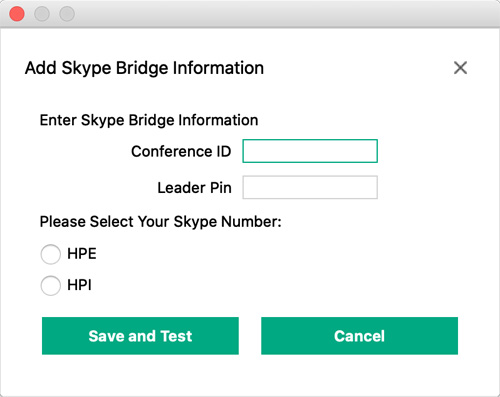 Add Skype Bridge Information
Enter Skype Bridge Information
Conference ID
Leader Pin
Please Select Your Skype Number:
HPE
HPI
Save and Test
Cancel